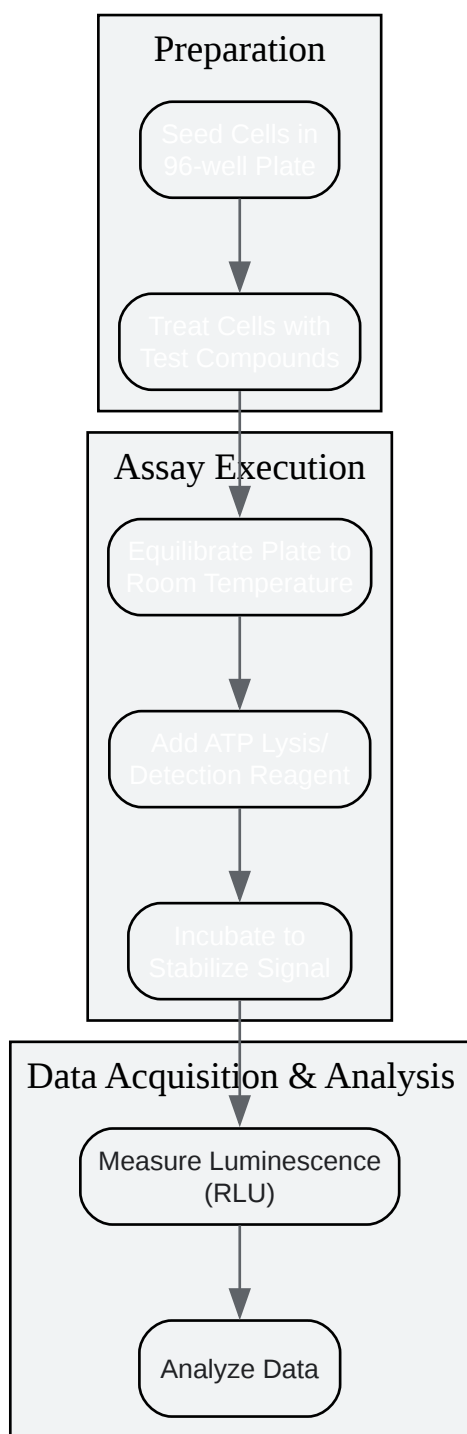 Preparation
Seed Cells in
96-well Plate
Treat Cells with
Test Compounds
Assay Execution
Equilibrate Plate to
Room Temperature
Add ATP Lysis/
Detection Reagent
Incubate to
Stabilize Signal
Data Acquisition & Analysis
Measure Luminescence
(RLU)
Analyze Data